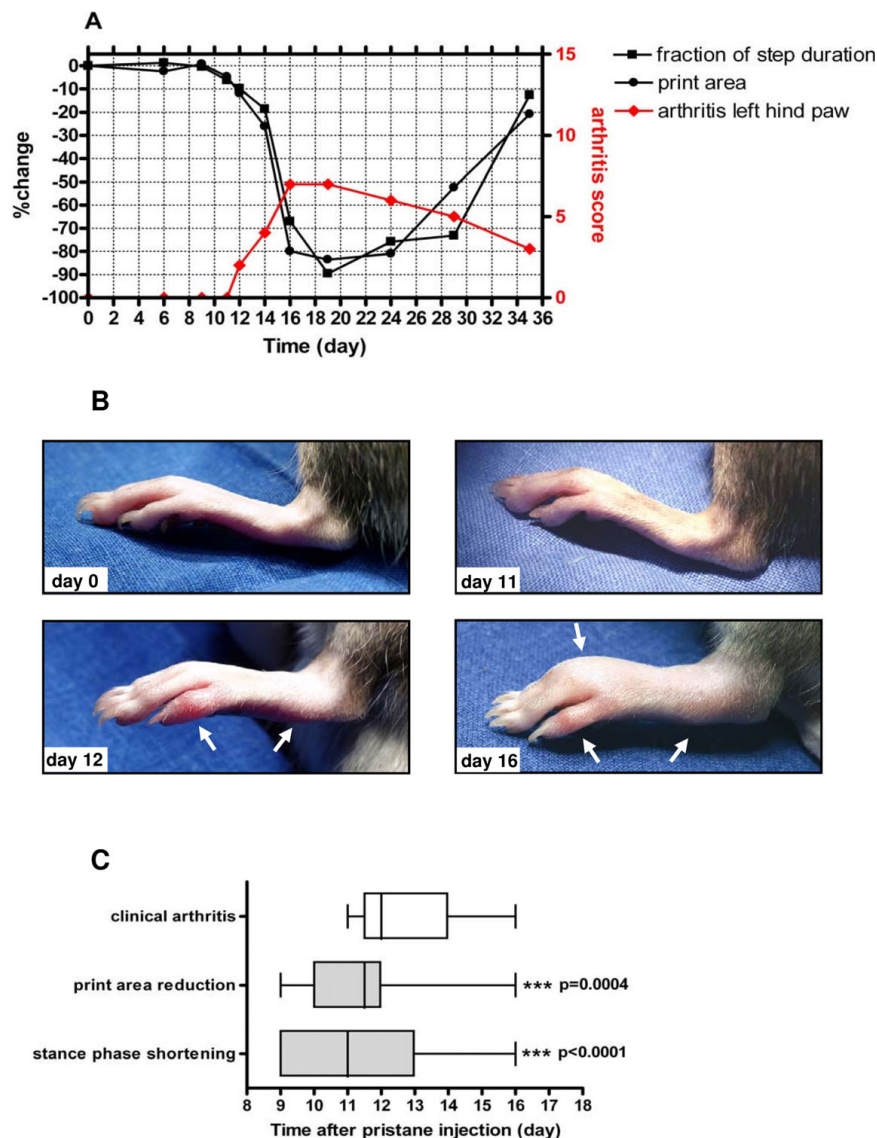 A
fraction of step duration
print area
arthritis left hind paw
%change
0
-10
-20
-30
-40
-50
-60
-70
-80
-90
-100
15
10
5
0
arthritis score
0 2 4 6 8 10 12 14 16 18 20 22 24 26 28 30 32 34 36
Time (day)
B
day 0
day 11
day 12
day 16
C
clinical arthritis
print area reduction
*** p=0.0004
stance phase shortening
*** p<0.0001
8 9 10 11 12 13 14 15 16 17 18
Time after pristane injection (day)